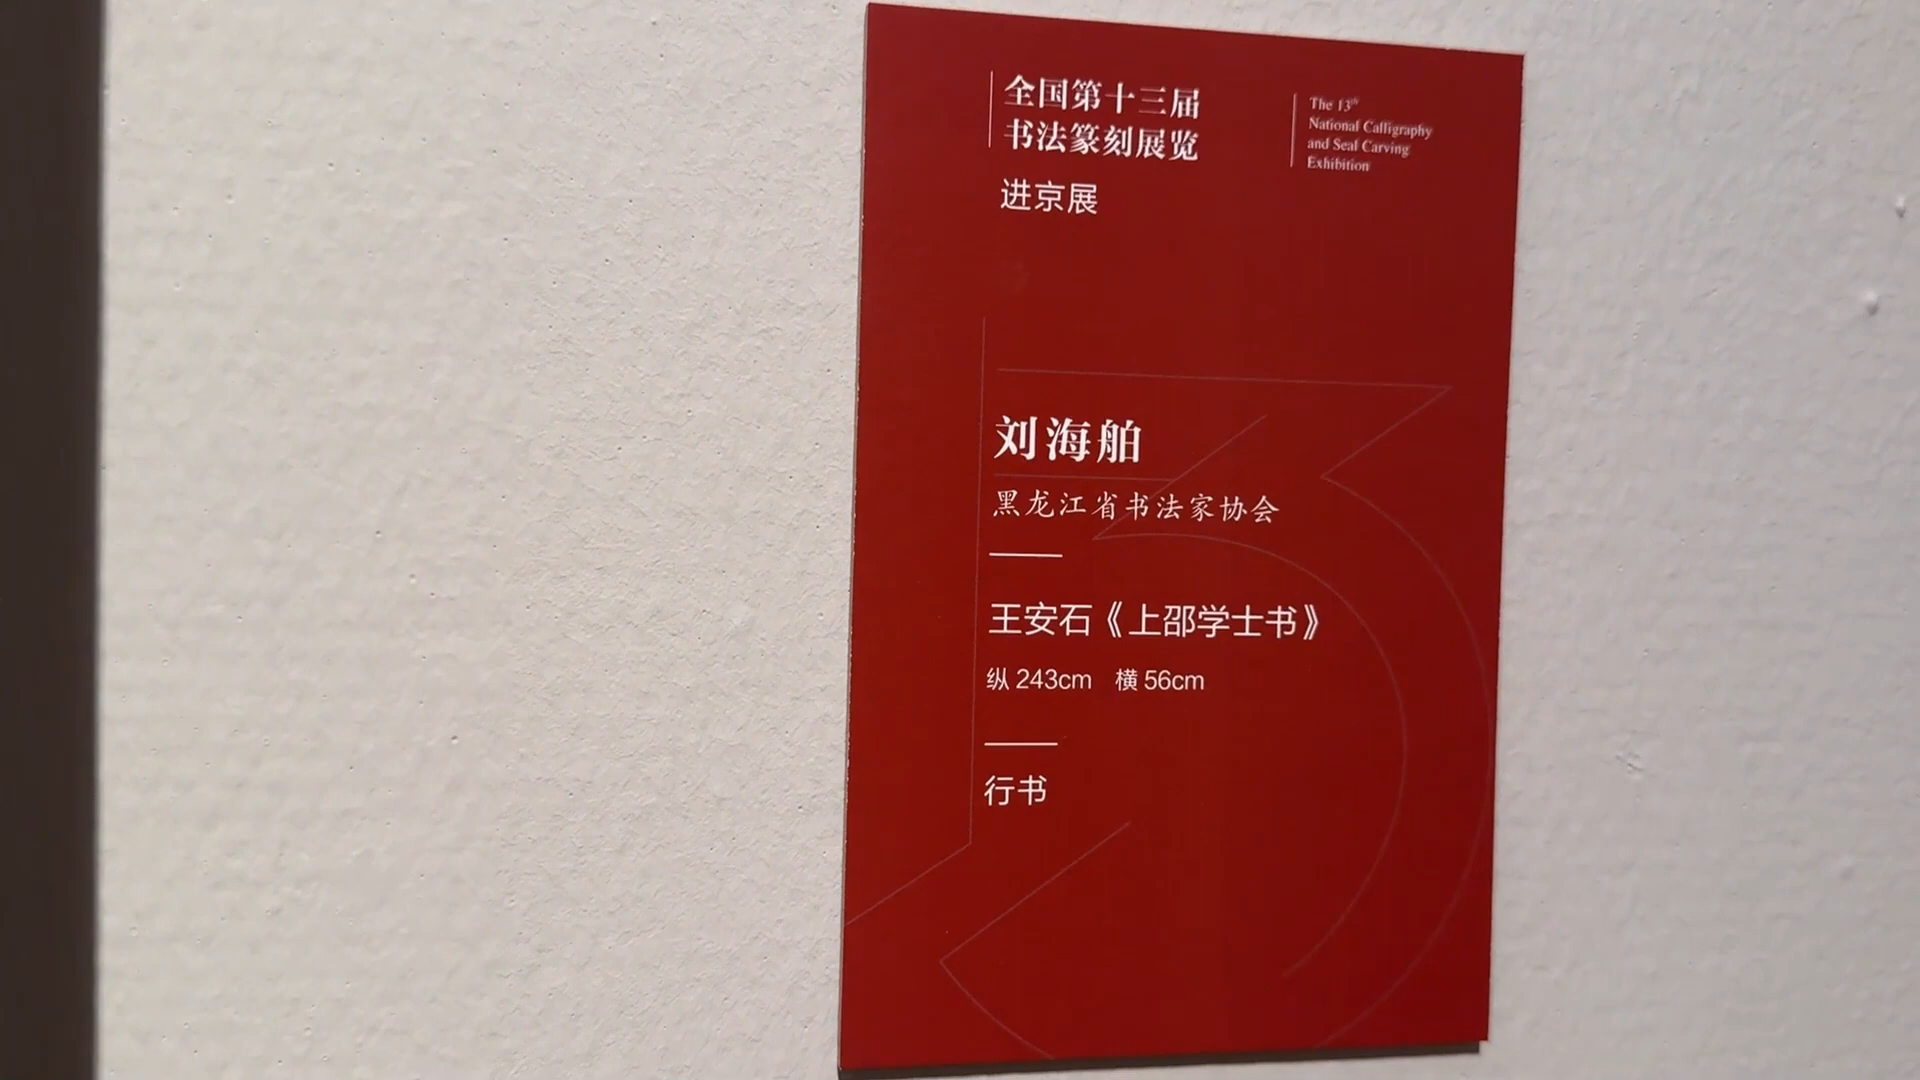 全国第十三届
书法篆刻展览
进京展
The 13th
National Calligraphy
and Seal Carving
Exhibition
刘海舶
黑龙江省书法家协会
王安石《上邵学士书》
纵 243cm 横 56cm
行书